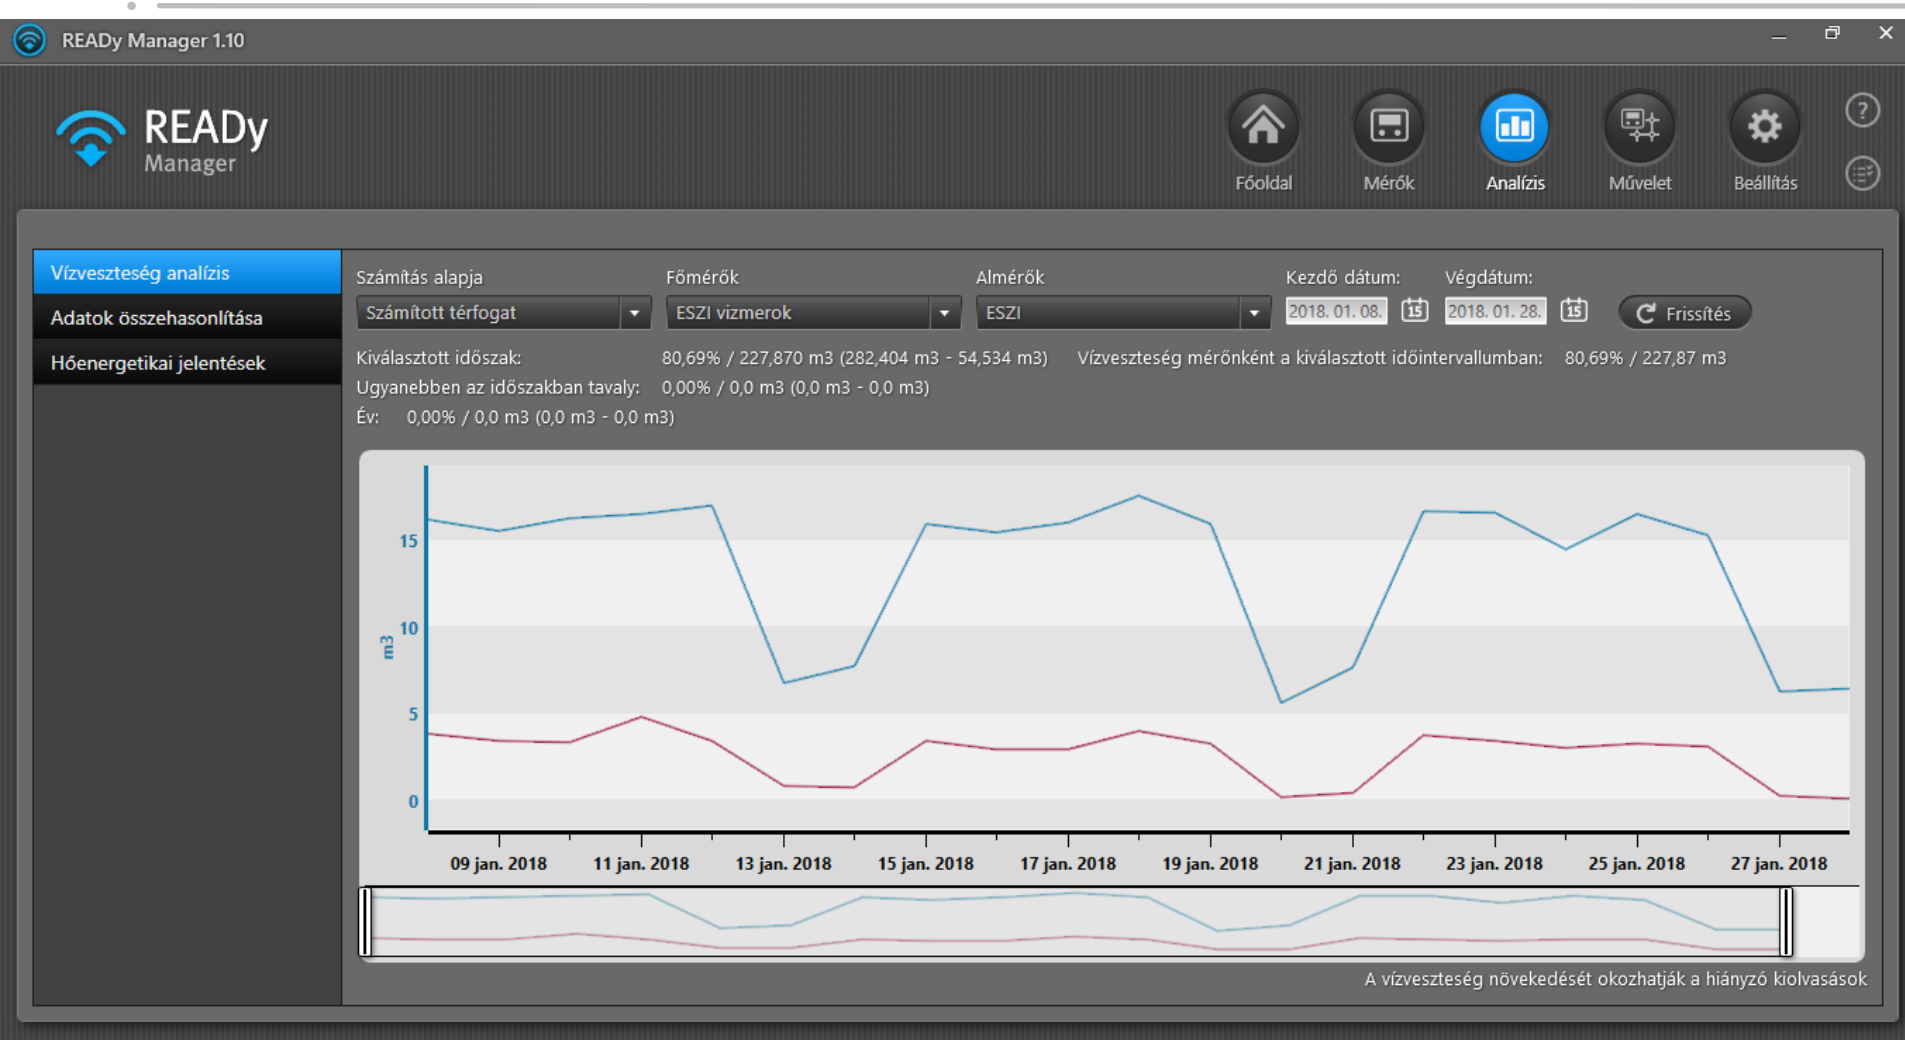 READy Manager 1.10
READy
Manager
Főoldal
Mérők
Analízis
Művelet
Beállítás
?
Vízveszteség analízis
Adatok összehasonlítása
Hőenergetikai jelentések
Számítás alapja
Főmérők
Almérők
Kezdő dátum:
Végdátum:
Számított térfogat
ESZI vizmerok
ESZI
2018. 01. 08.
15
2018. 01. 28.
15
Frissítés
Kiválasztott időszak: 80,69% / 227,870 m3 (282,404 m3 - 54,534 m3) Vízveszteség mérőnként a kiválasztott időintervallumban: 80,69% / 227,87 m3
Ugyanebben az időszakban tavaly: 0,00% / 0,0 m3 (0,0 m3 - 0,0 m3)
Év: 0,00% / 0,0 m3 (0,0 m3 - 0,0 m3)
15
10
m3
5
0
09 jan. 2018 11 jan. 2018 13 jan. 2018 15 jan. 2018 17 jan. 2018 19 jan. 2018 21 jan. 2018 23 jan. 2018 25 jan. 2018 27 jan. 2018
A vízveszteség növekedését okozhatják a hiányzó kiolvasások